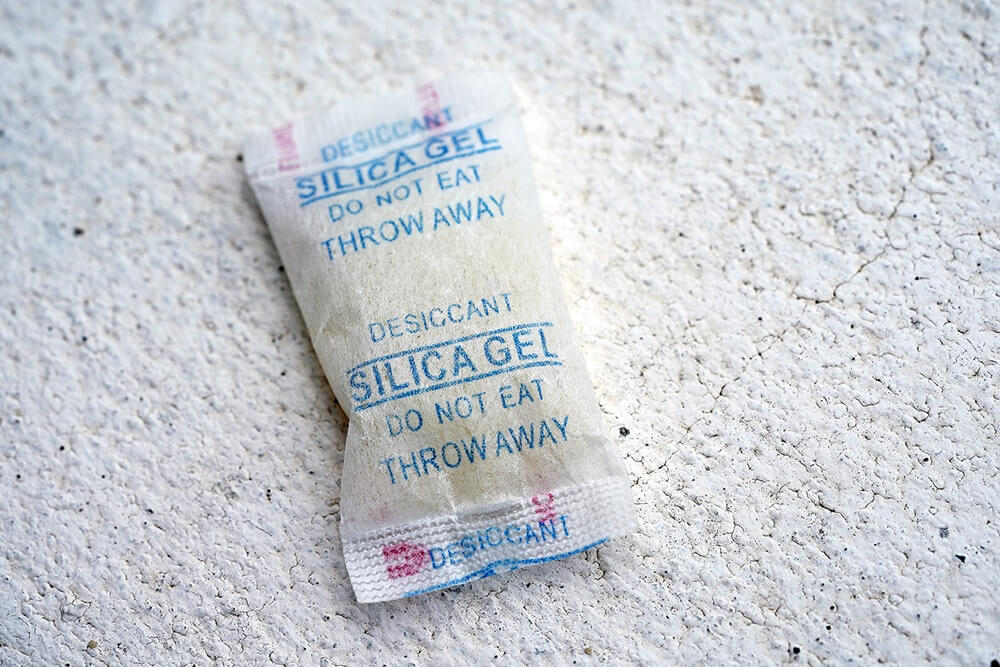 DESICCANT
SILICA GEL
DO NOT EAT
THROW AWAY
DESICCANT
SILICA GEL
DO NOT EAT
THROW AWAY
DESICCANT